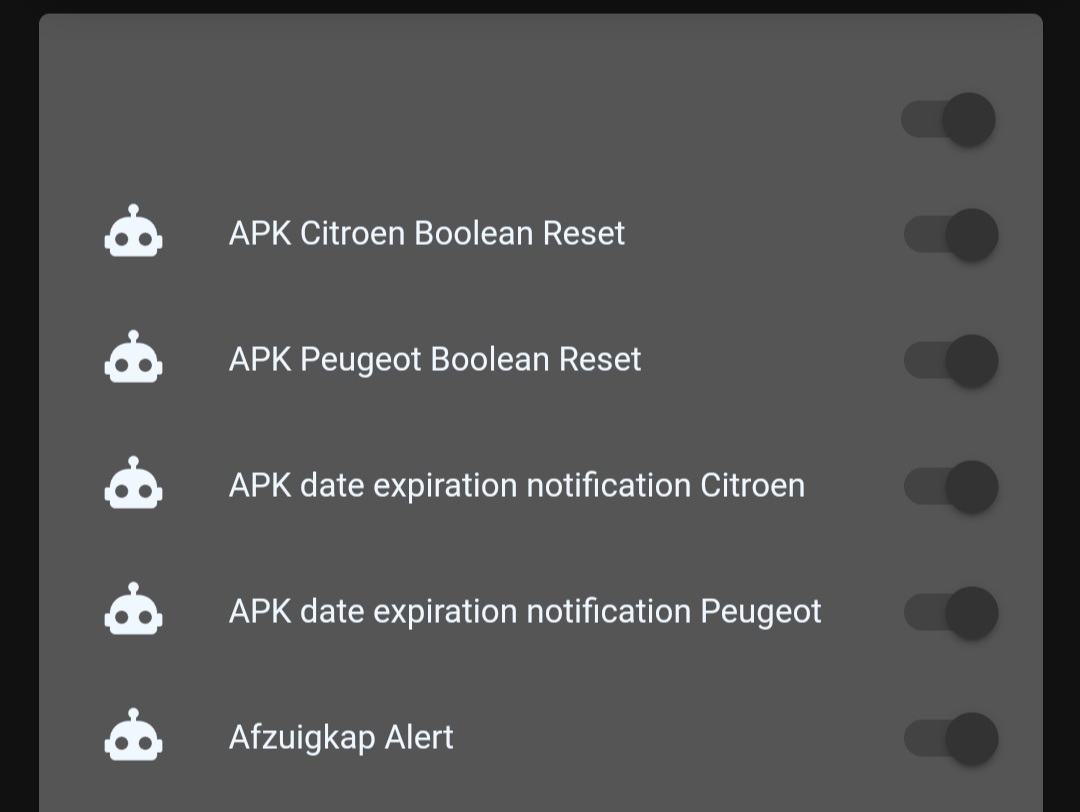 APK Citroen Boolean Reset
APK Peugeot Boolean Reset
APK date expiration notification Citroen
APK date expiration notification Peugeot
Afzuigkap Alert